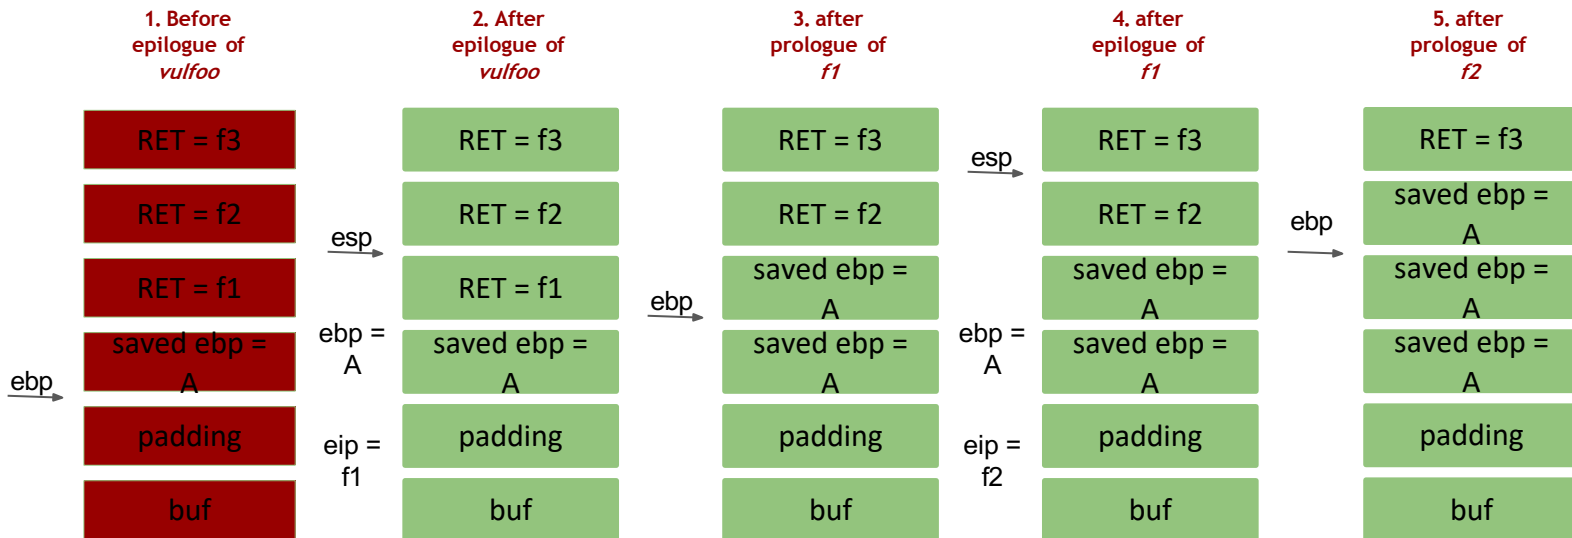 1. Before
epilogue of
vulfoo
2. After
epilogue of
vulfoo
3. after
prologue of
f1
4. after
epilogue of
f1
5. after
prologue of
f2
RET = f3
RET = f2
RET = f1
saved ebp =
A
padding
buf
ebp
RET = f3
RET = f2
RET = f1
saved ebp =
A
padding
buf
esp
ebp =
A
eip =
f1
RET = f3
RET = f2
saved ebp =
A
saved ebp =
A
padding
buf
ebp
RET = f3
RET = f2
saved ebp =
A
saved ebp =
A
padding
buf
esp
ebp =
A
eip =
f2
RET = f3
saved ebp =
A
saved ebp =
A
saved ebp =
A
padding
buf
ebp